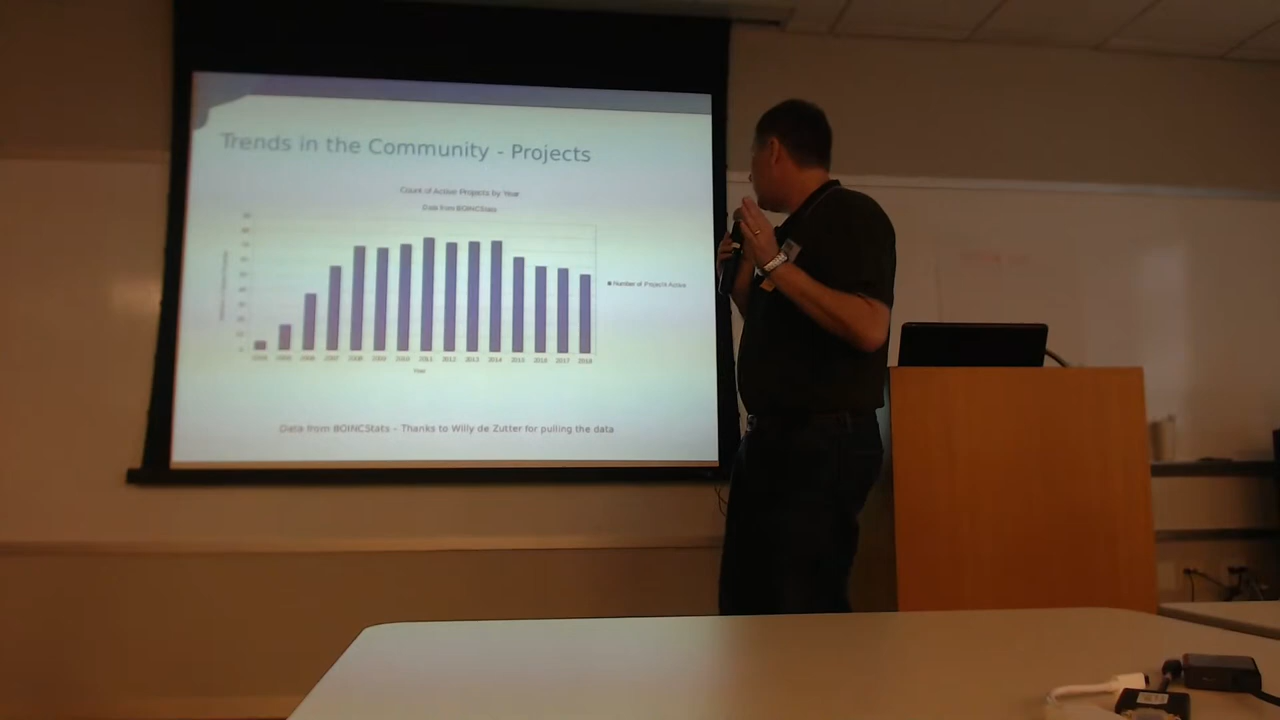 Trends in the Community - Projects
Count of Active Projects by Year
Data from BOINCStats
Number of Projects Active
2004 2005 2006 2007 2008 2009 2010 2011 2012 2013 2014 2015 2016 2017 2018
Year
Data from BOINCStats - Thanks to Willy de Zutter for pulling the data